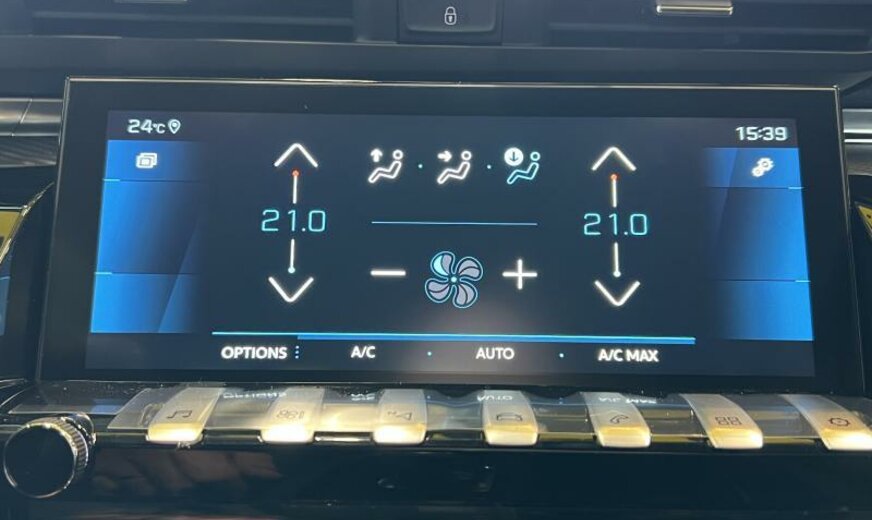 24°C 15:39
21.0 21.0
OPTIONS A/C AUTO A/C MAX